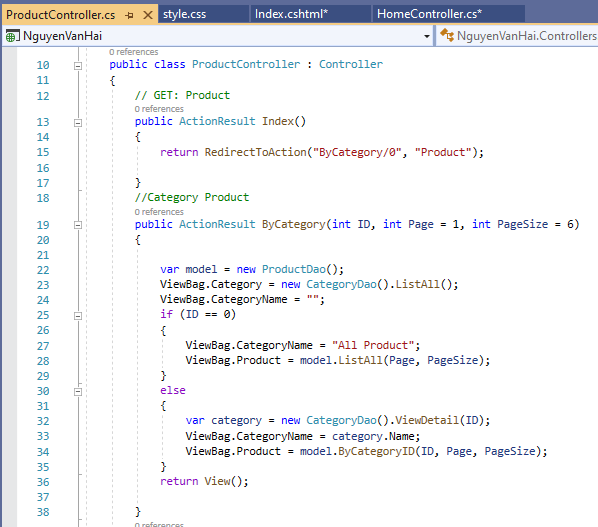 ProductController.cs
style.css
Index.cshtml*
HomeController.cs*
NguyenVanHai
NguyenVanHai.Controllers
0 references
10 public class ProductController : Controller
11 {
12 // GET: Product
0 references
13 public ActionResult Index()
14 {
15 return RedirectToAction("ByCategory/0", "Product");
16
17 }
18 //Category Product
0 references
19 public ActionResult ByCategory(int ID, int Page = 1, int PageSize = 6)
20 {
21
22 var model = new ProductDao();
23 ViewBag.Category = new CategoryDao().ListAll();
24 ViewBag.CategoryName = "";
25 if (ID == 0)
26 {
27 ViewBag.CategoryName = "All Product";
28 ViewBag.Product = model.ListAll(Page, PageSize);
29 }
30 else
31 {
32 var category = new CategoryDao().ViewDetail(ID);
33 ViewBag.CategoryName = category.Name;
34 ViewBag.Product = model.ByCategoryID(ID, Page, PageSize);
35 }
36 return View();
37
38 }
0 references